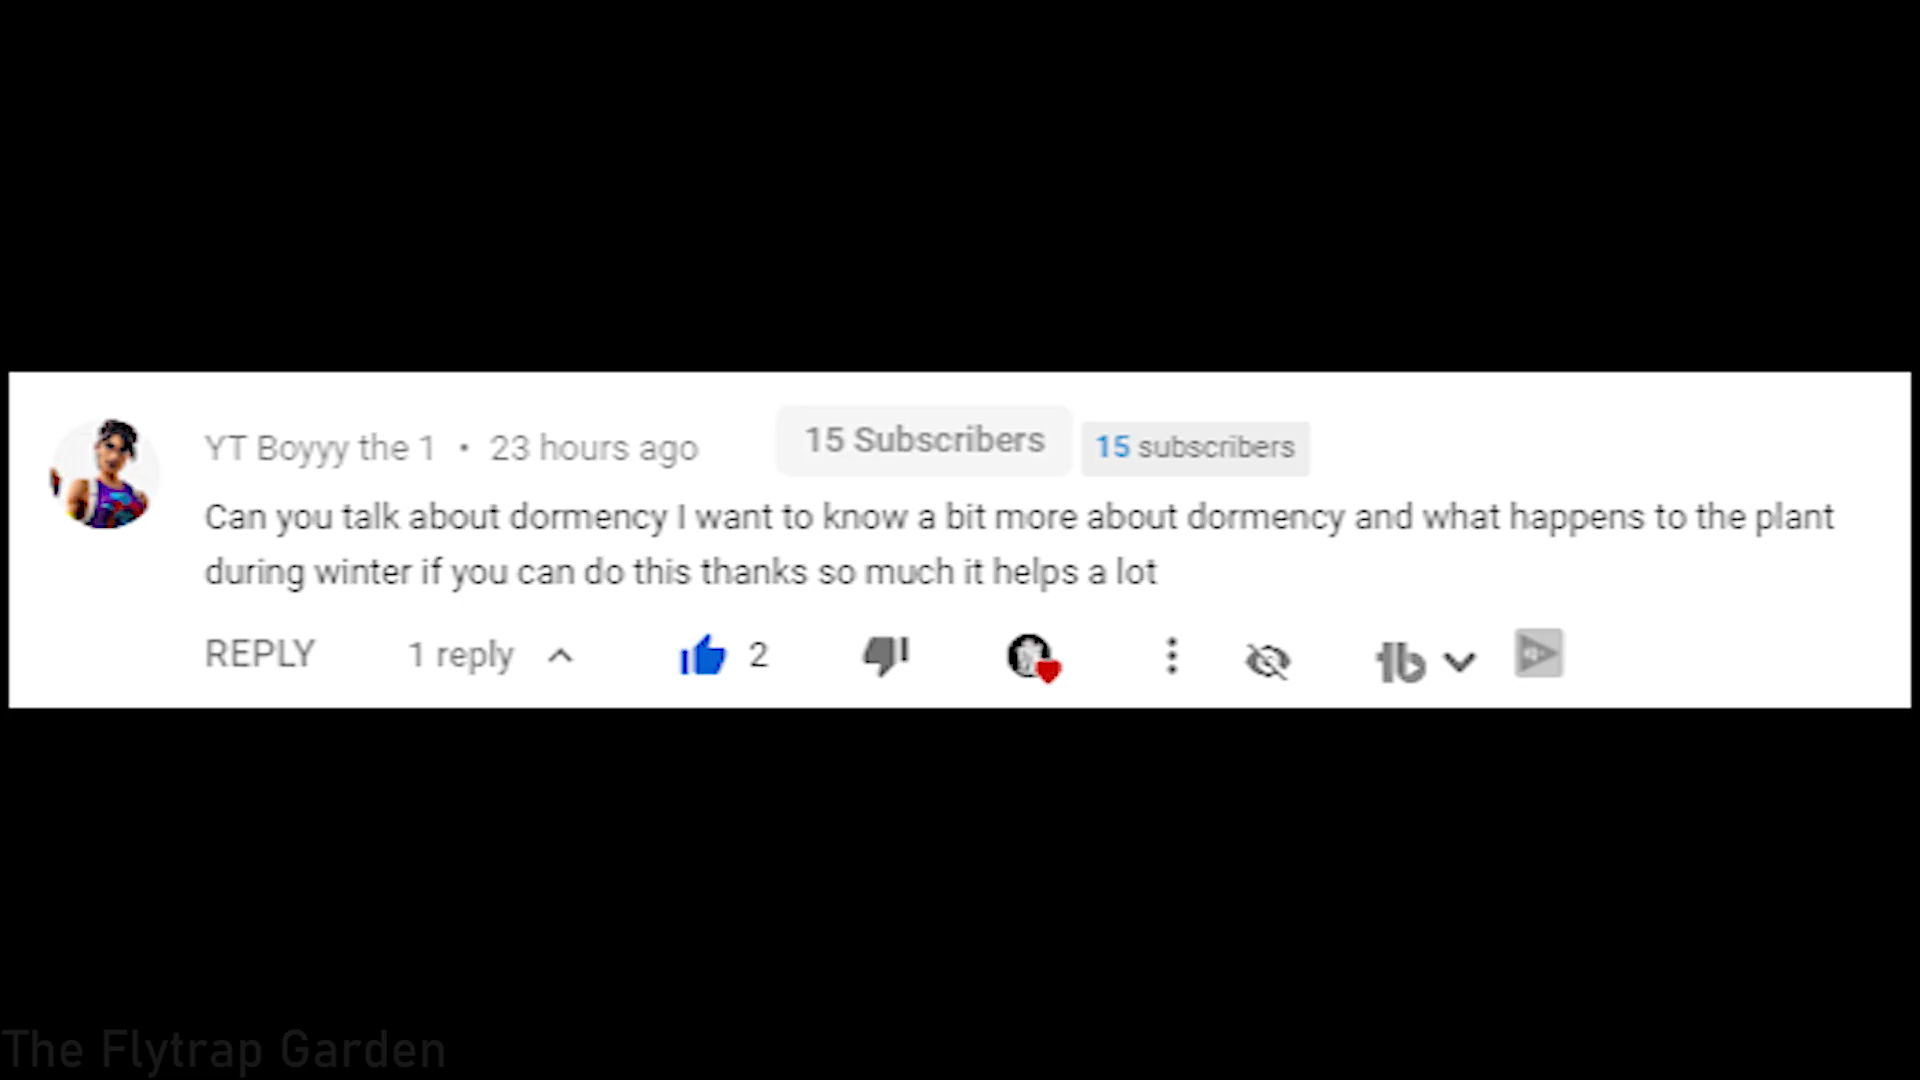 YT Boyyy the 1 • 23 hours ago 15 Subscribers 15 subscribers
Can you talk about dormency I want to know a bit more about dormency and what happens to the plant
during winter if you can do this thanks so much it helps a lot
REPLY 1 reply 2
The Flytrap Garden